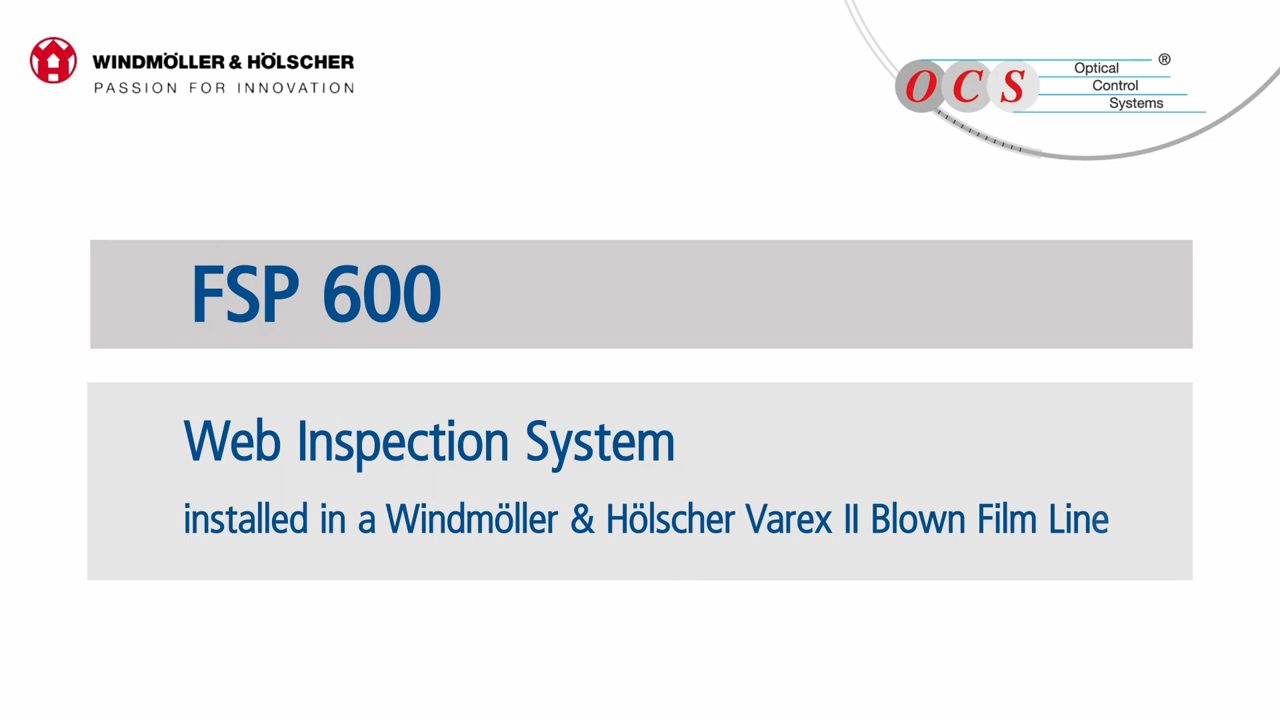 WINDMÖLLER & HÖLSCHER
PASSION FOR INNOVATION
OCS
Optical
Control
Systems
®
FSP 600
Web Inspection System
installed in a Windmöller & Hölscher Varex II Blown Film Line